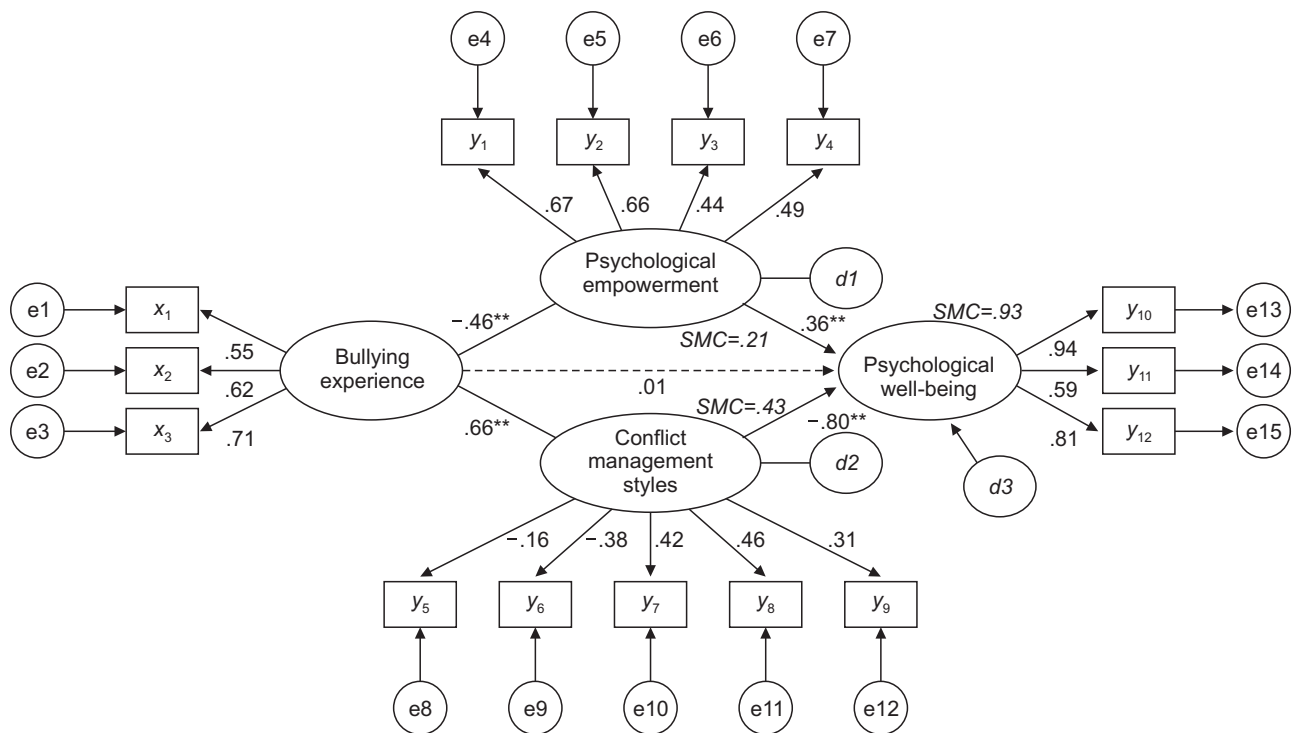 e4 e5 e6 e7
y1 y2 y3 y4
.67 .66 .44 .49
Psychological
empowerment
d1
e1 x1
−.46**
SMC=.21
.36**
SMC=.93
y10 e13
.55
.94
e2 x2
Bullying
experience
.01
Psychological
well-being
y11 e14
.62
.59
e3 x3
.71
.66**
SMC=.43
−.80**
.81
y12 e15
Conflict
management
styles
d2
d3
−.16 −.38 .42 .46 .31
y5 y6 y7 y8 y9
e8 e9 e10 e11 e12